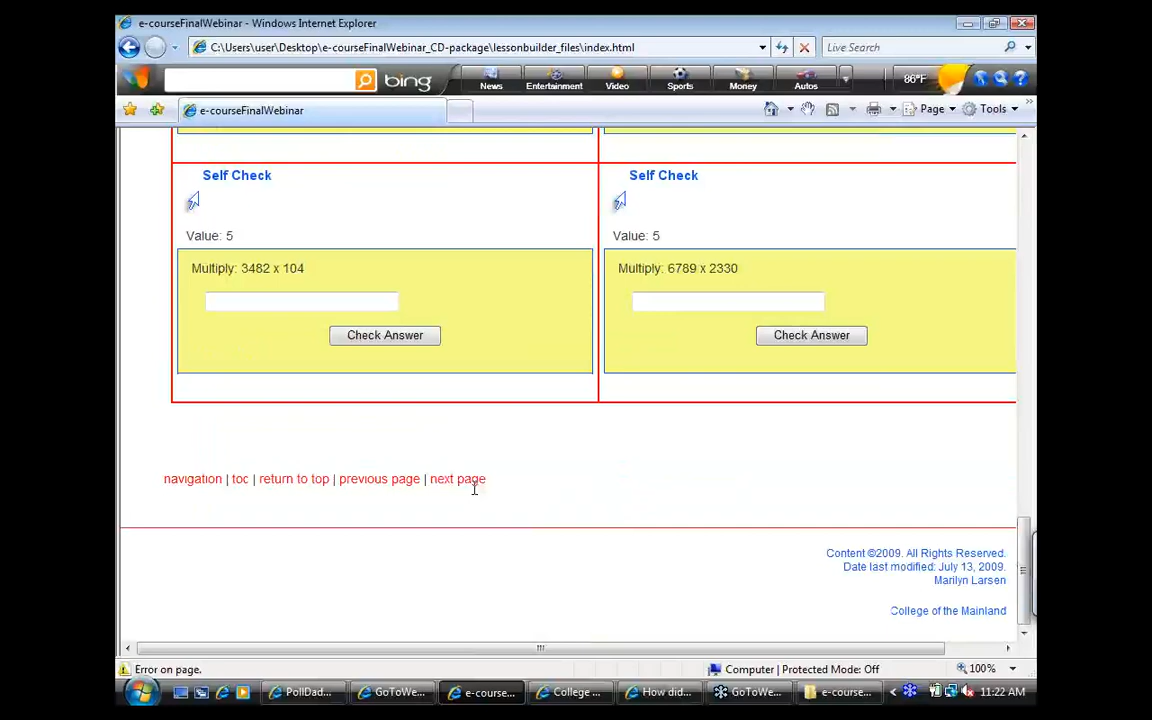 e-courseFinalWebinar - Windows Internet Explorer
C:\Users\user\Desktop\e-courseFinalWebinar_CD-package\lessonbuilder_files\index.html
Live Search
bing
News
Entertainment
Video
Sports
Money
Autos
86°F
e-courseFinalWebinar
Page
Tools
Self Check
Self Check
Value: 5
Value: 5
Multiply: 3482 x 104
Multiply: 6789 x 2330
Check Answer
Check Answer
navigation | toc | return to top | previous page | next page
Content ©2009. All Rights Reserved.
Date last modified: July 13, 2009.
Marilyn Larsen
College of the Mainland
Error on page.
Computer | Protected Mode: Off
100%
PollDad...
GoToWe...
e-course...
College ...
How did...
GoToWe...
e-course...
11:22 AM